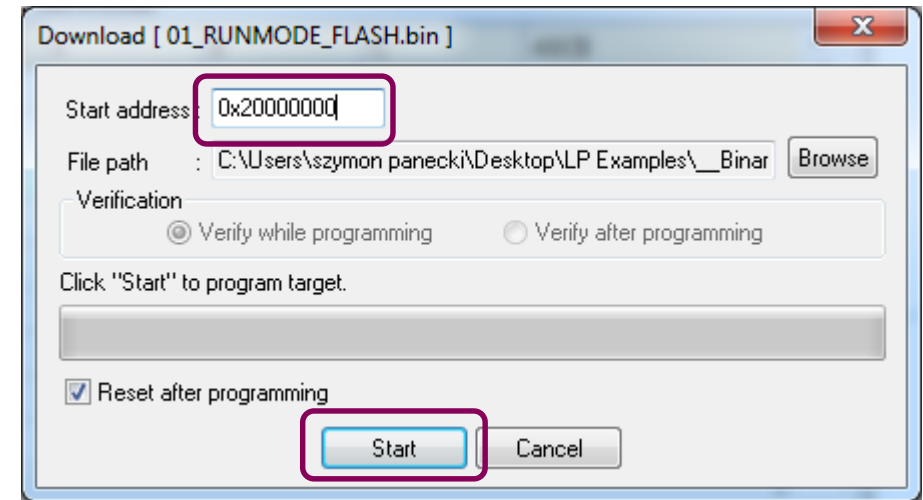 Download [ 01_RUNMODE_FLASH.bin ]
Start address : 0x20000000
File path : C:\Users\szymon panecki\Desktop\LP Examples\__Binar Browse
Verification
Verify while programming Verify after programming
Click "Start" to program target.
Reset after programming
Start Cancel